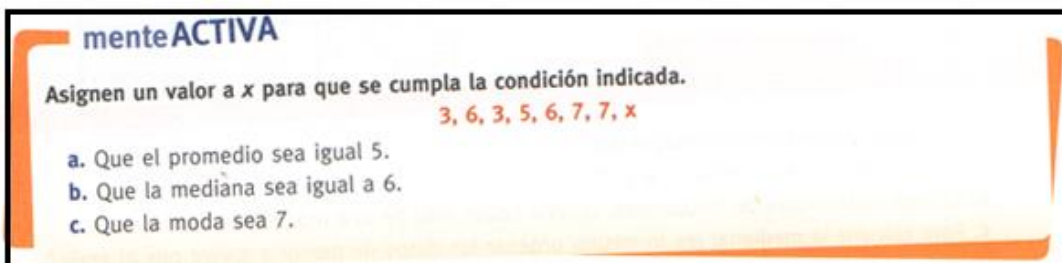 menteACTIVA
Asignen un valor a x para que se cumpla la condición indicada.
3, 6, 3, 5, 6, 7, 7, x
a. Que el promedio sea igual 5.
b. Que la mediana sea igual a 6.
c. Que la moda sea 7.